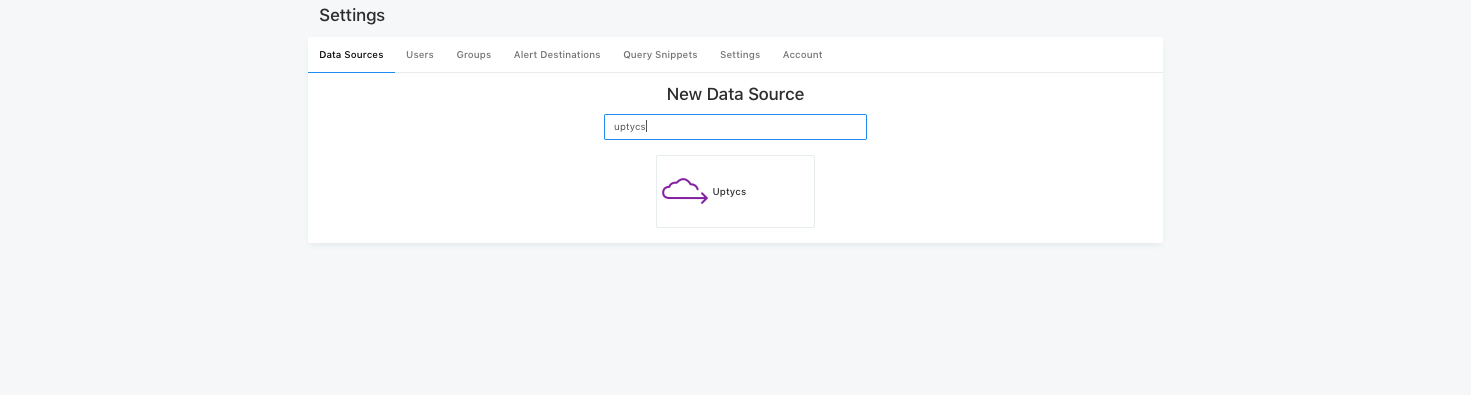 Settings
Data Sources Users Groups Alert Destinations Query Snippets Settings Account
New Data Source
uptycs
Uptycs